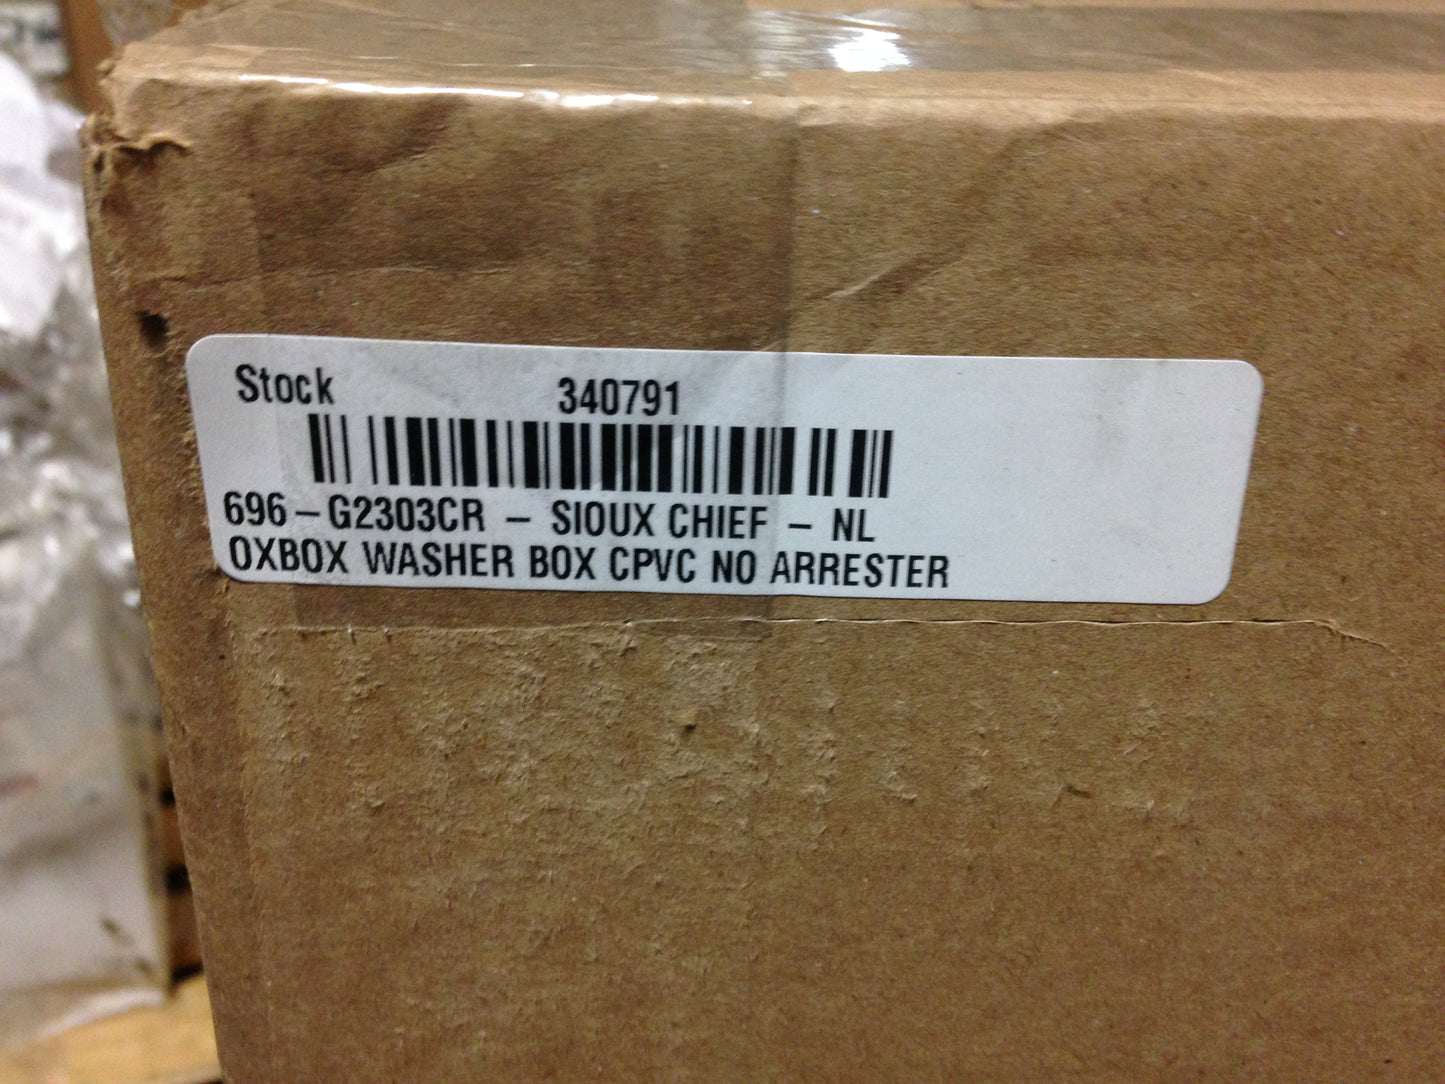 Stock 340791
696-G2303CR - SIOUX CHIEF - NL
OXBOX WASHER BOX CPVC NO ARRESTER